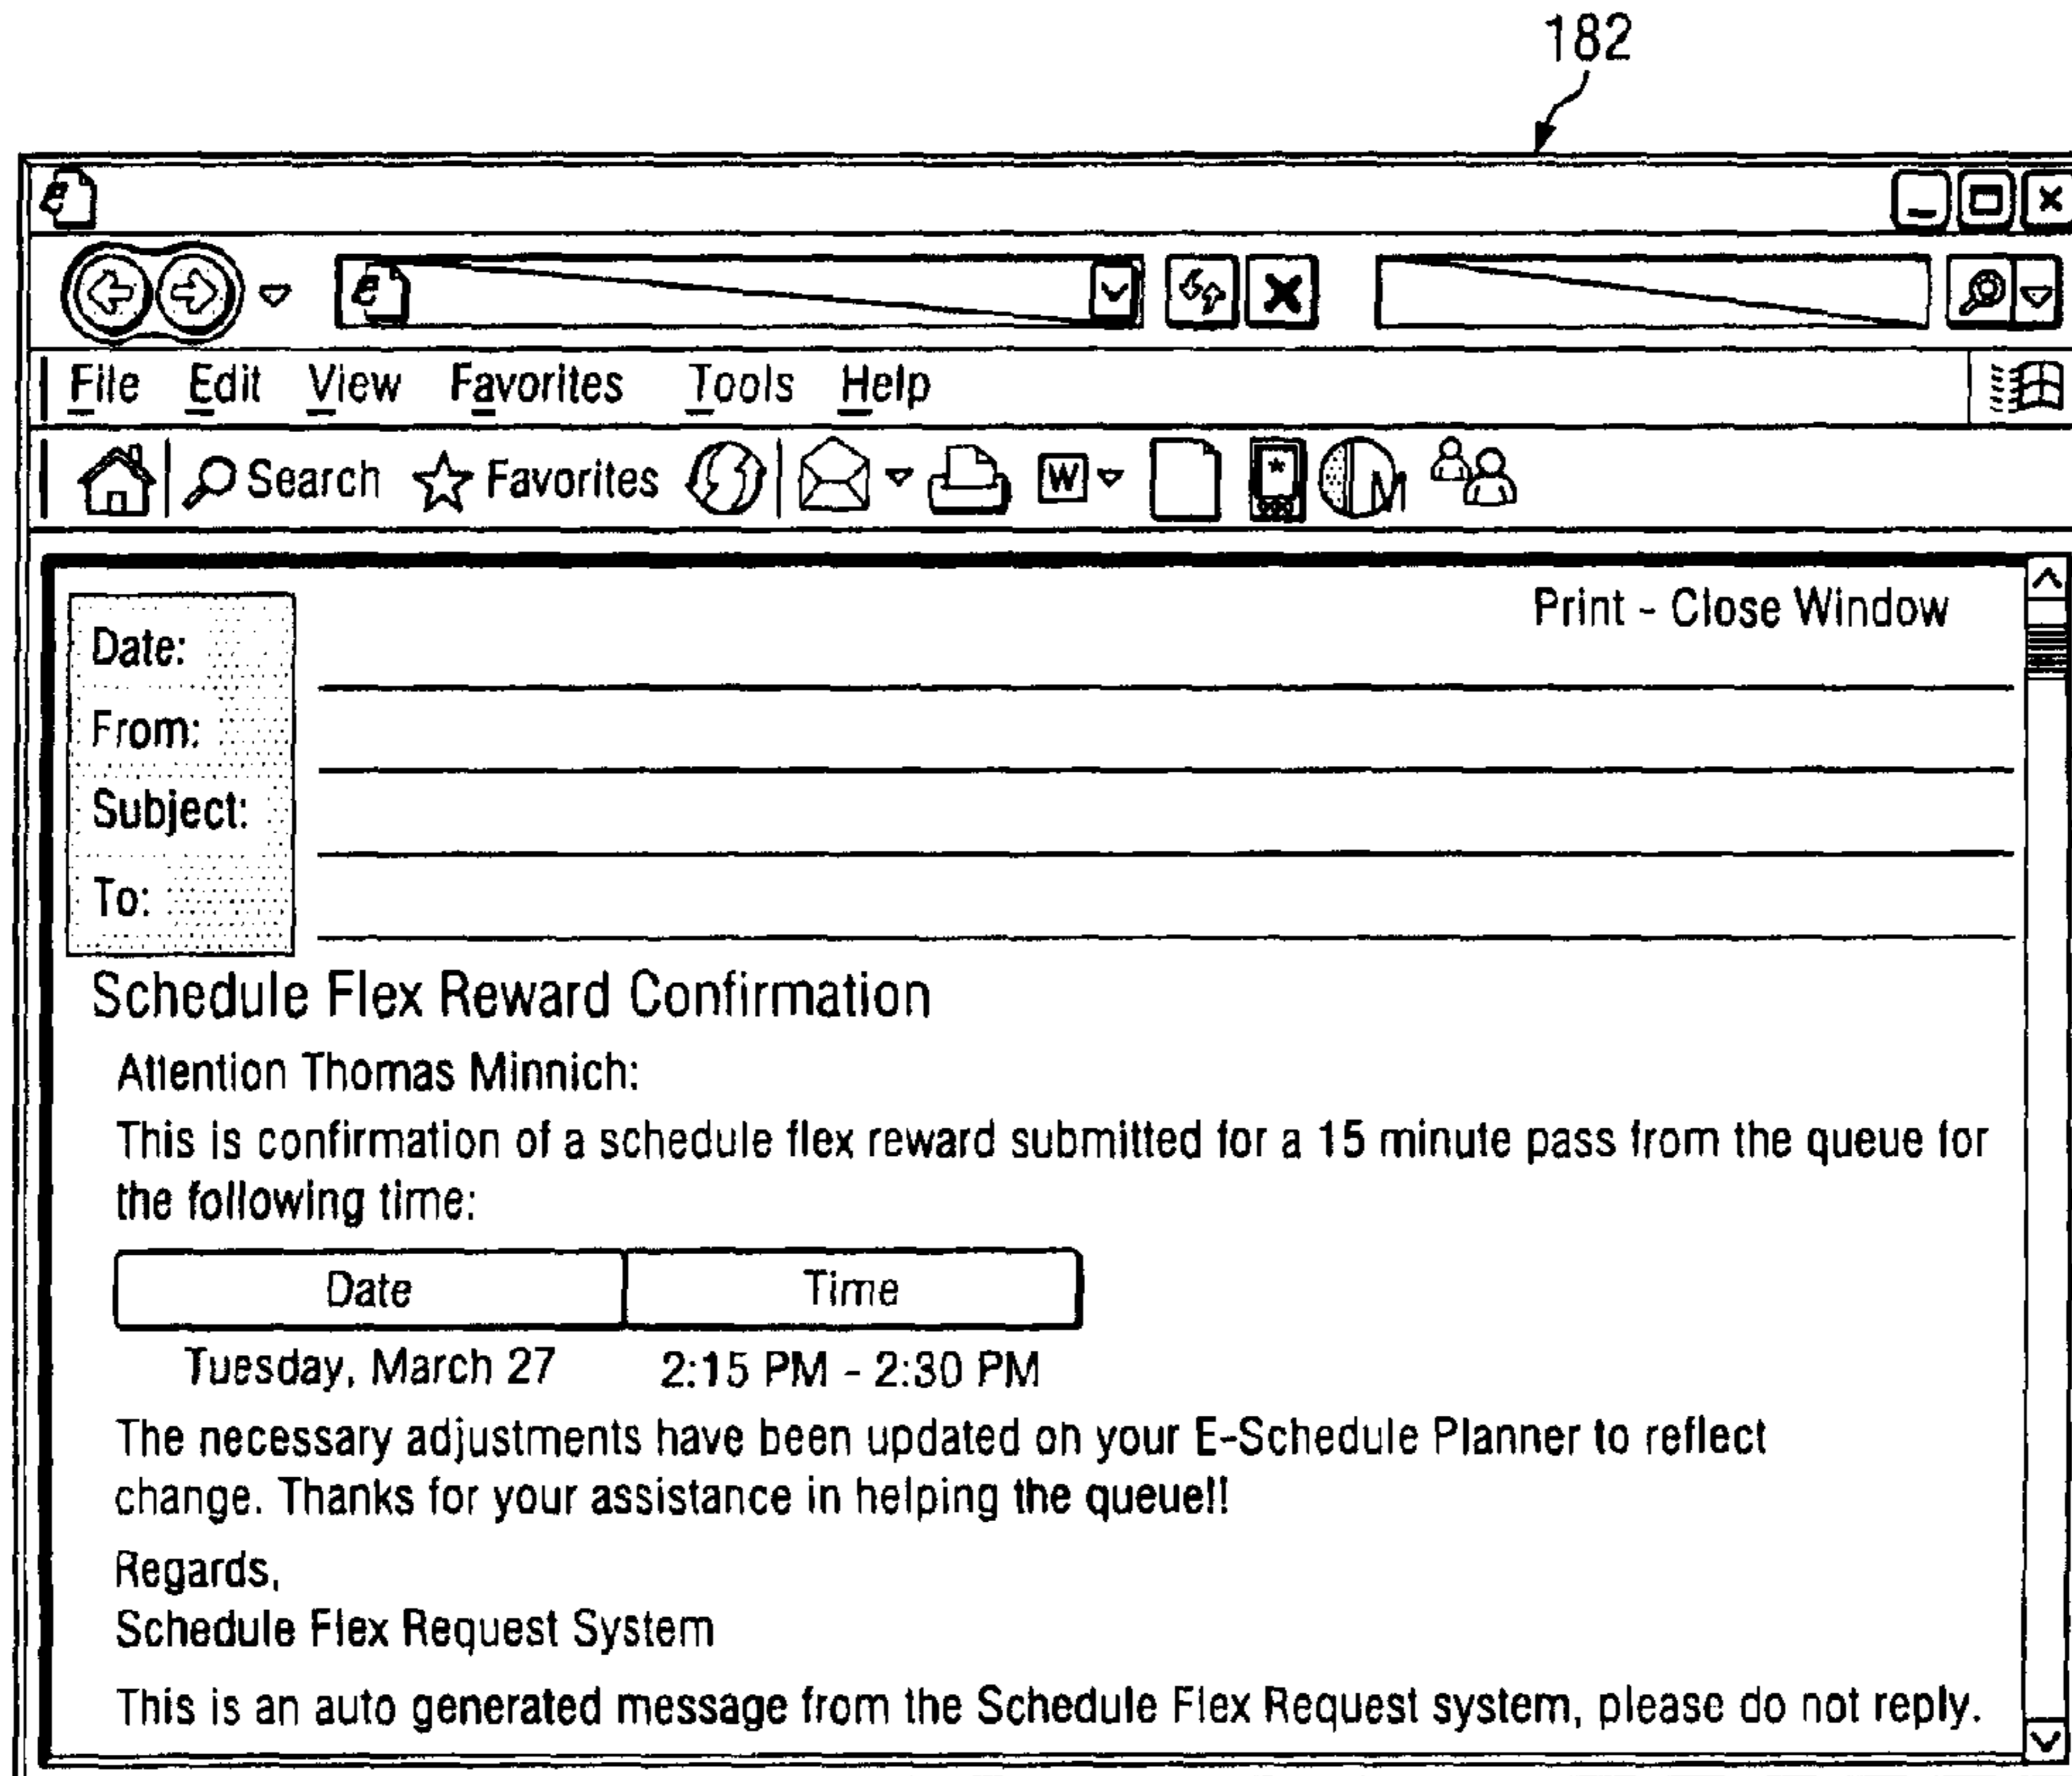 182
File Edit View Favorites Tools Help
Search Favorites W M
Print - Close Window
Date:
From:
Subject:
To:
Schedule Flex Reward Confirmation
Attention Thomas Minnich:
This is confirmation of a schedule flex reward submitted for a 15 minute pass from the queue for
the following time:
Date Time
Tuesday, March 27 2:15 PM - 2:30 PM
The necessary adjustments have been updated on your E-Schedule Planner to reflect
change. Thanks for your assistance in helping the queue!!
Regards,
Schedule Flex Request System
This is an auto generated message from the Schedule Flex Request system, please do not reply.